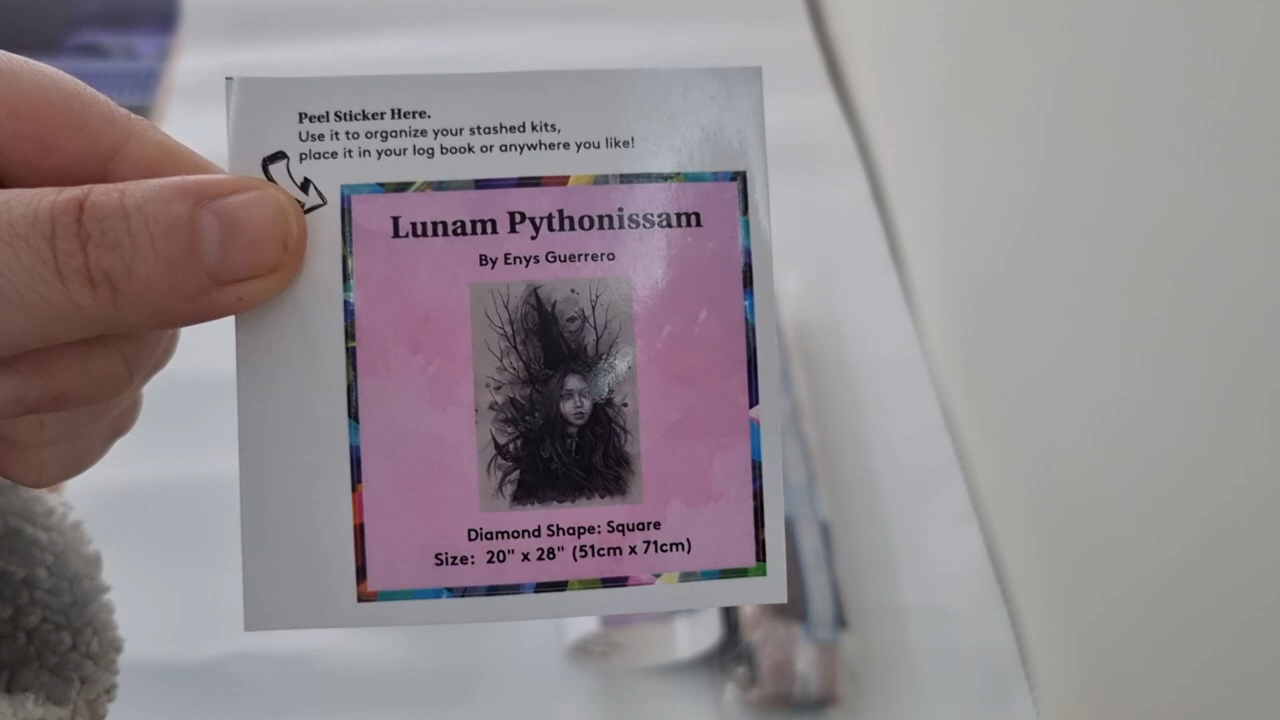 Peel Sticker Here.
Use it to organize your stashed kits,
place it in your log book or anywhere you like!
Lunam Pythonissam
By Enys Guerrero
Diamond Shape: Square
Size: 20" x 28" (51cm x 71cm)